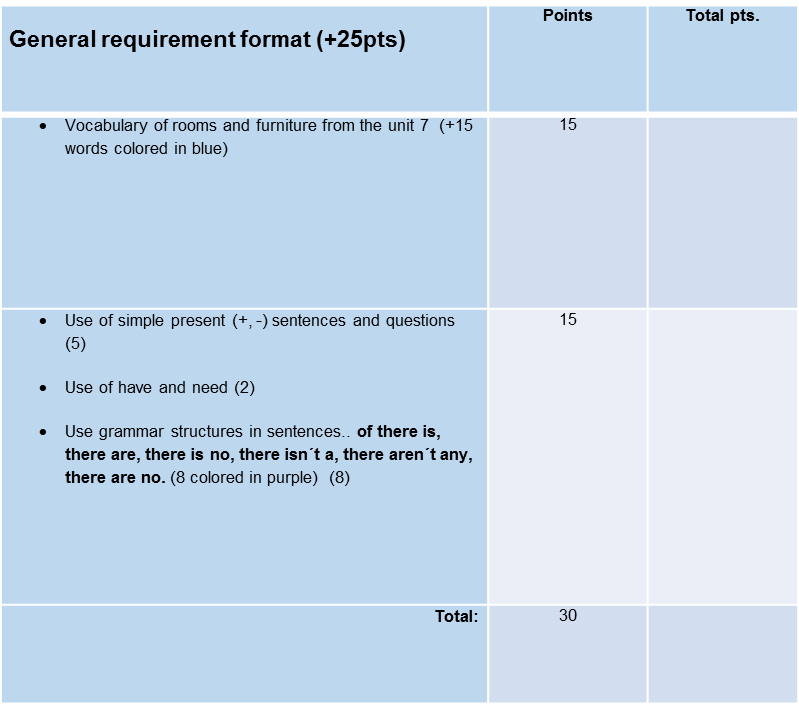 General requirement format (+25pts)
Points
Total pts.
• Vocabulary of rooms and furniture from the unit 7 (+15
words colored in blue)
15
• Use of simple present (+, -) sentences and questions
(5)
• Use of have and need (2)
• Use grammar structures in sentences.. of there is,
there are, there is no, there isn´t a, there aren´t any,
there are no. (8 colored in purple) (8)
15
Total:
30